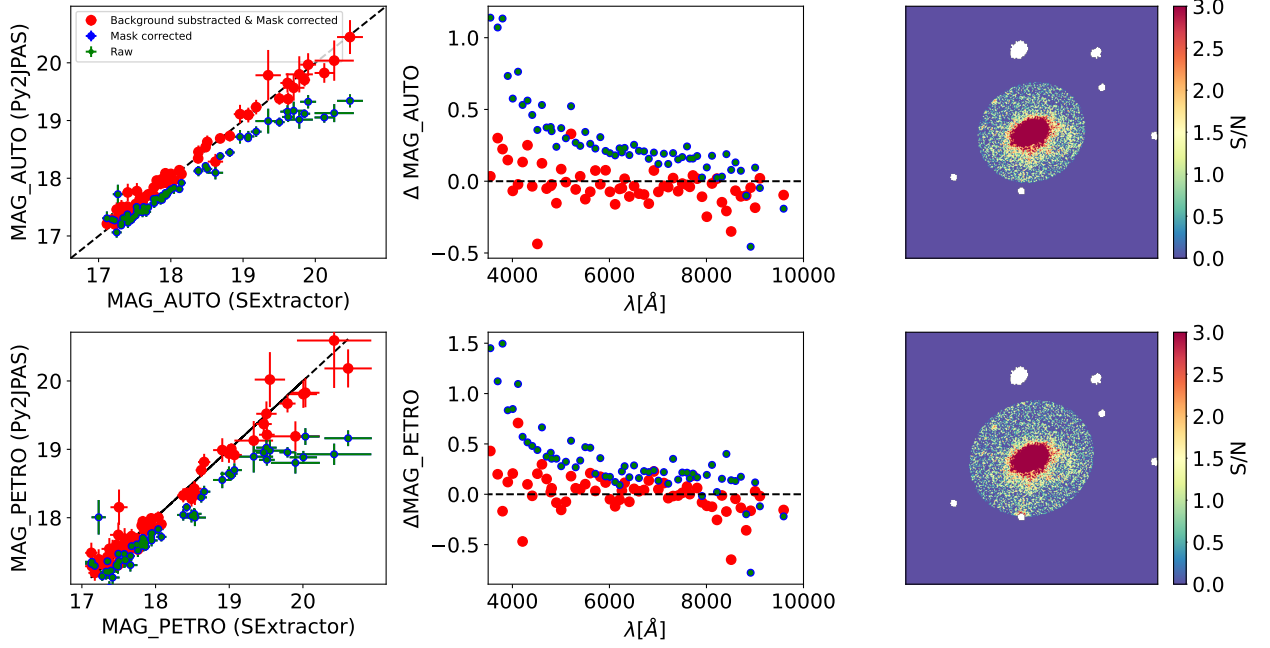 MAG_AUTO (Py2JPAS)
20
19
18
17
Background substracted & Mask corrected
Mask corrected
Raw
17 18 19 20
MAG_AUTO (SExtractor)
Δ MAG_AUTO
1.0
0.5
0.0
−0.5
4000 6000 8000 10000
λ[Å]
3.0
2.5
2.0
1.5
1.0
0.5
0.0
N/S
MAG_PETRO (Py2JPAS)
20
19
18
17 18 19 20
MAG_PETRO (SExtractor)
ΔMAG_PETRO
1.5
1.0
0.5
0.0
−0.5
4000 6000 8000 10000
λ[Å]
3.0
2.5
2.0
1.5
1.0
0.5
0.0
N/S